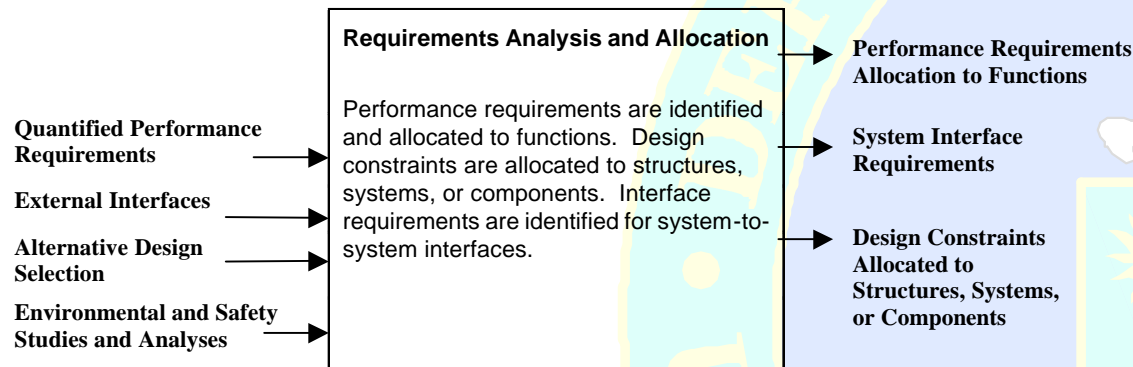 Requirements Analysis and Allocation
Performance requirements are identified
and allocated to functions.  Design
constraints are allocated to structures,
systems, or components.  Interface
requirements are identified for system-to-
system interfaces.
Quantified Performance
Requirements
External Interfaces
Alternative Design
Selection
Environmental and Safety
Studies and Analyses
Performance Requirements
Allocation to Functions
System Interface
Requirements
Design Constraints
Allocated to
Structures, Systems,
or Components